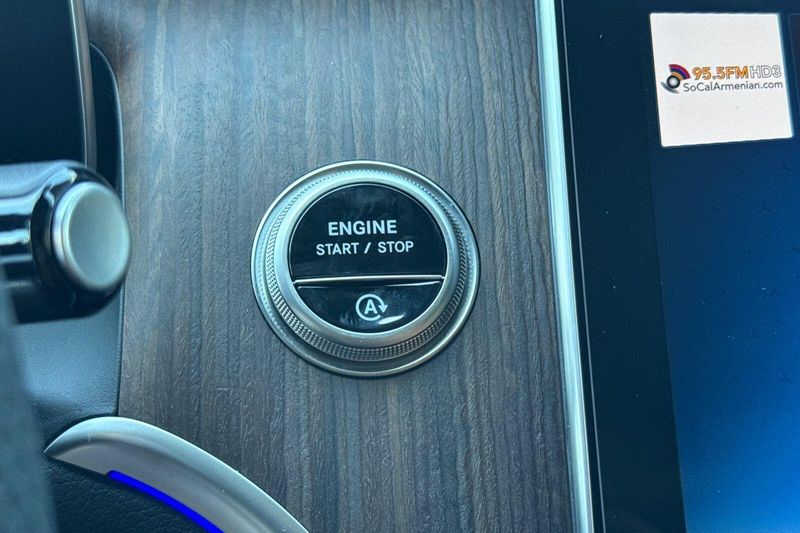 95.5FM HD3
SoCalArmenian.com
ENGINE
START / STOP
A